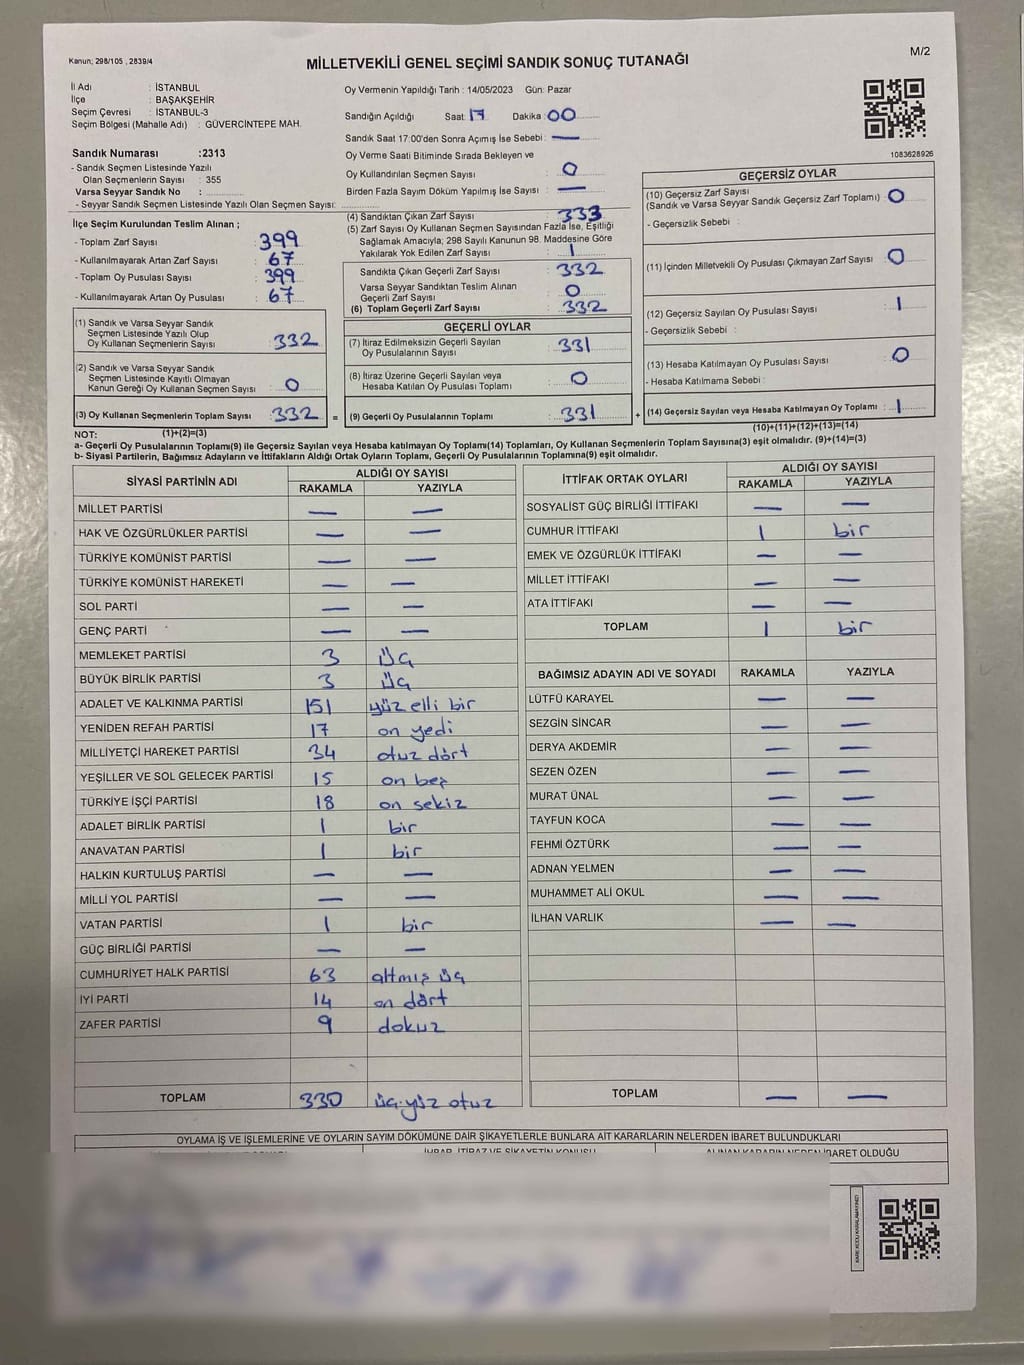 Kanun; 298/105 , 2839/4
MİLLETVEKİLİ GENEL SEÇİMİ SANDIK SONUÇ TUTANAĞI
M/2
İl Adı : İSTANBUL
İlçe : BAŞAKŞEHİR
Seçim Çevresi : İSTANBUL-3
Seçim Bölgesi (Mahalle Adı) : GÜVERCİNTEPE MAH.
Oy Vermenin Yapıldığı Tarih : 14/05/2023 Gün: Pazar
Sandığın Açıldığı Saat: 17 Dakika : 00
Sandık Saat 17:00'den Sonra Açımış İse Sebebi : —
Oy Verme Saati Bitiminde Sırada Bekleyen ve
Oy Kullandırılan Seçmen Sayısı : 0
Birden Fazla Sayım Döküm Yapılmış İse Sayısı : —
1083628926
Sandık Numarası :2313
- Sandık Seçmen Listesinde Yazılı
Olan Seçmenlerin Sayısı : 355
Varsa Seyyar Sandık No :
- Seyyar Sandık Seçmen Listesinde Yazılı Olan Seçmen Sayısı:
İlçe Seçim Kurulundan Teslim Alınan ;
- Toplam Zarf Sayısı : 399
- Kullanılmayarak Artan Zarf Sayısı : 67
- Toplam Oy Pusulası Sayısı : 399
- Kullanılmayarak Artan Oy Pusulası : 67
(1) Sandık ve Varsa Seyyar Sandık
Seçmen Listesinde Yazılı Olup
Oy Kullanan Seçmenlerin Sayısı : 332
(2) Sandık ve Varsa Seyyar Sandık
Seçmen Listesinde Kayıtlı Olmayan
Kanun Gereği Oy Kullanan Seçmen Sayısı : 0
(3) Oy Kullanan Seçmenlerin Toplam Sayısı : 332 =
(1)+(2)=(3)
(4) Sandıktan Çıkan Zarf Sayısı : 333
(5) Zarf Sayısı Oy Kullanan Seçmen Sayısından Fazla İse, Eşitliği
Sağlamak Amacıyla; 298 Sayılı Kanunun 98. Maddesine Göre
Yakılarak Yok Edilen Zarf Sayısı : 1
Sandıkta Çıkan Geçerli Zarf Sayısı : 332
Varsa Seyyar Sandıktan Teslim Alınan
Geçerli Zarf Sayısı : 0
(6) Toplam Geçerli Zarf Sayısı : 332
GEÇERLİ OYLAR
(7) İtiraz Edilmeksizin Geçerli Sayılan
Oy Pusulalarının Sayısı : 331
(8) İtiraz Üzerine Geçerli Sayılan veya
Hesaba Katılan Oy Pusulası Toplamı : 0
(9) Geçerli Oy Pusulalarının Toplamı : 331 +
GEÇERSİZ OYLAR
(10) Geçersiz Zarf Sayısı
(Sandık ve Varsa Seyyar Sandık Geçersiz Zarf Toplamı) : 0
- Geçersizlik Sebebi :
(11) İçinden Milletvekili Oy Pusulası Çıkmayan Zarf Sayısı : 0
(12) Geçersiz Sayılan Oy Pusulası Sayısı : 1
- Geçersizlik Sebebi :
(13) Hesaba Katılmayan Oy Pusulası Sayısı : 0
- Hesaba Katılmama Sebebi :
(14) Geçersiz Sayılan veya Hesaba Katılmayan Oy Toplamı : 1
(10)+(11)+(12)+(13)=(14)
NOT:
a- Geçerli Oy Pusulalarının Toplamı(9) ile Geçersiz Sayılan veya Hesaba katılmayan Oy Toplamı(14) Toplamları, Oy Kullanan Seçmenlerin Toplam Sayısına(3) eşit olmalıdır. (9)+(14)=(3)
b- Siyasi Partilerin, Bağımsız Adayların ve İttifakların Aldığı Ortak Oyların Toplamı, Geçerli Oy Pusulalarının Toplamına(9) eşit olmalıdır.
SİYASİ PARTİNİN ADI ALDIĞI OY SAYISI
RAKAMLA YAZIYLA
MİLLET PARTİSİ — —
HAK VE ÖZGÜRLÜKLER PARTİSİ — —
TÜRKİYE KOMÜNİST PARTİSİ — —
TÜRKİYE KOMÜNİST HAREKETİ — —
SOL PARTİ — —
GENÇ PARTİ — —
MEMLEKET PARTİSİ 3 üç
BÜYÜK BİRLİK PARTİSİ 3 üç
ADALET VE KALKINMA PARTİSİ 151 yüz elli bir
YENİDEN REFAH PARTİSİ 17 on yedi
MİLLİYETÇİ HAREKET PARTİSİ 34 otuz dört
YEŞİLLER VE SOL GELECEK PARTİSİ 15 on beş
TÜRKİYE İŞÇİ PARTİSİ 18 on sekiz
ADALET BİRLİK PARTİSİ 1 bir
ANAVATAN PARTİSİ 1 bir
HALKIN KURTULUŞ PARTİSİ — —
MİLLİ YOL PARTİSİ — —
VATAN PARTİSİ 1 bir
GÜÇ BİRLİĞİ PARTİSİ — —
CUMHURİYET HALK PARTİSİ 63 altmış üç
İYİ PARTİ 14 on dört
ZAFER PARTİSİ 9 dokuz
TOPLAM 330 üç yüz otuz
İTTİFAK ORTAK OYLARI ALDIĞI OY SAYISI
RAKAMLA YAZIYLA
SOSYALİST GÜÇ BİRLİĞİ İTTİFAKI — —
CUMHUR İTTİFAKI 1 bir
EMEK VE ÖZGÜRLÜK İTTİFAKI — —
MİLLET İTTİFAKI — —
ATA İTTİFAKI — —
TOPLAM 1 bir
BAĞIMSIZ ADAYIN ADI VE SOYADI RAKAMLA YAZIYLA
LÜTFÜ KARAYEL — —
SEZGİN SİNCAR — —
DERYA AKDEMİR — —
SEZEN ÖZEN — —
MURAT ÜNAL — —
TAYFUN KOCA — —
FEHMİ ÖZTÜRK — —
ADNAN YELMEN — —
MUHAMMET ALİ OKUL — —
İLHAN VARLIK — —
TOPLAM — —
OYLAMA İŞ VE İŞLEMLERİNE VE OYLARIN SAYIM DÖKÜMÜNE DAİR ŞİKAYETLERLE BUNLARA AİT KARARLARIN NELERDEN İBARET BULUNDUKLARI
İHBAR, İTİRAZ VE ŞİKAYETİN KONUSU ALINAN KARARIN NEDEN İBARET OLDUĞU
KARE KODU KARALAMAYINIZ!